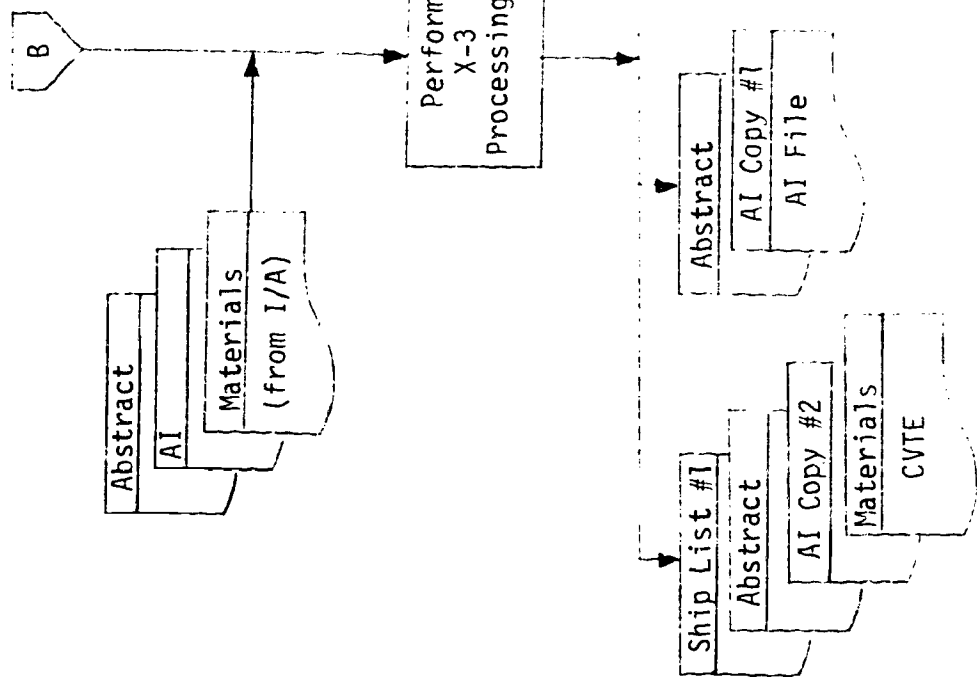 B
Abstract
AI
Materials
(from I/A)
Perform
X-3
Processing
Ship List #1
Abstract
AI Copy #2
Materials
CVTE
Abstract
AI Copy #1
AI File